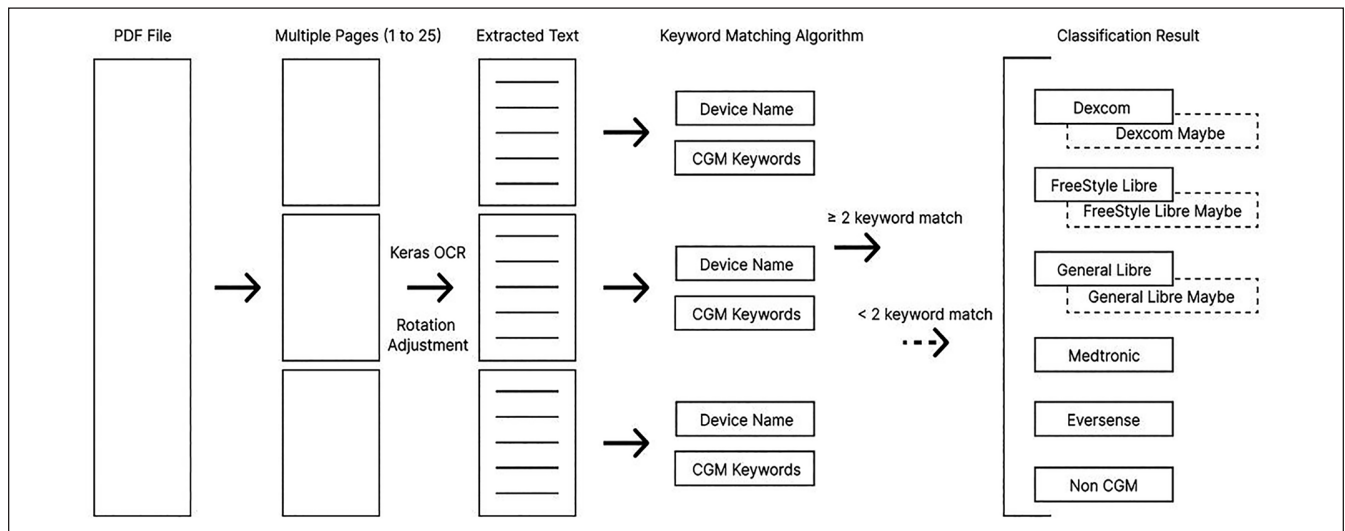 PDF File
Multiple Pages (1 to 25)
Extracted Text
Keyword Matching Algorithm
Classification Result
Keras OCR
Rotation
Adjustment
Device Name
CGM Keywords
Device Name
CGM Keywords
Device Name
CGM Keywords
≥ 2 keyword match
< 2 keyword match
Dexcom
Dexcom Maybe
FreeStyle Libre
FreeStyle Libre Maybe
General Libre
General Libre Maybe
Medtronic
Eversense
Non CGM